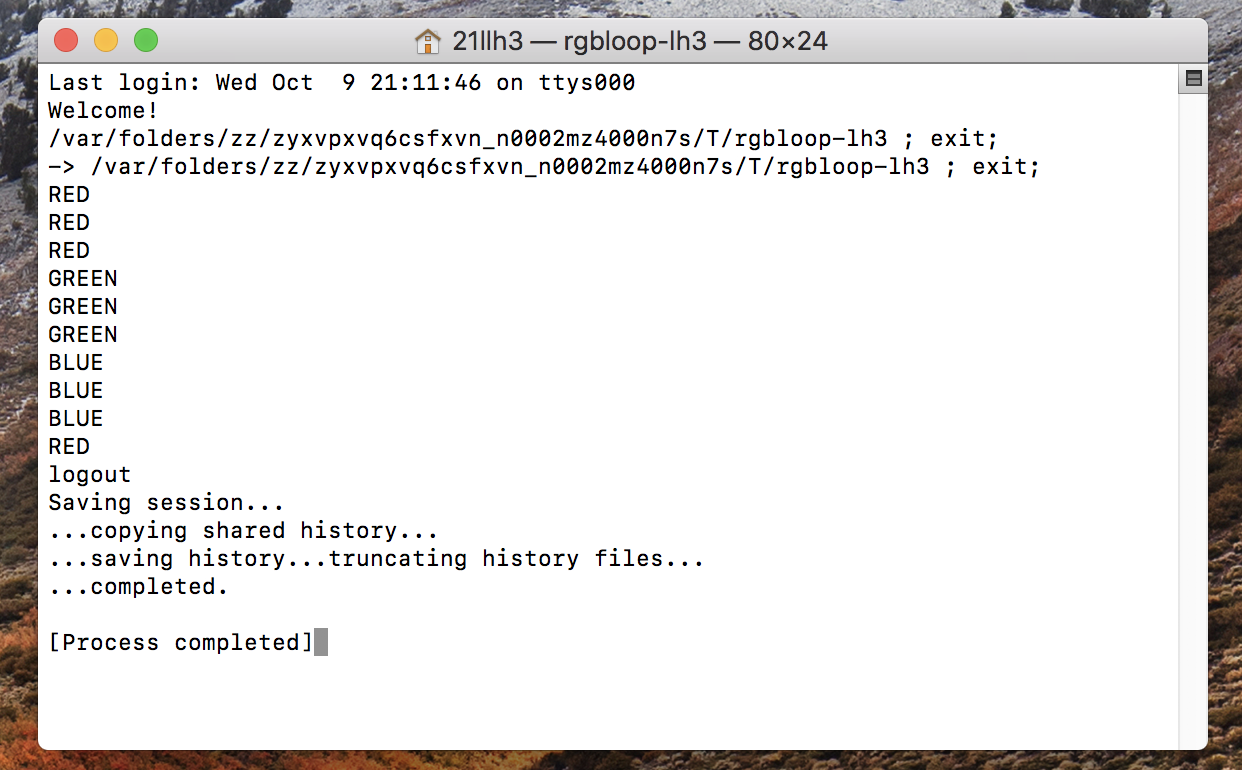 21llh3 — rgbloop-lh3 — 80×24
Last login: Wed Oct  9 21:11:46 on ttys000
Welcome!
/var/folders/zz/zyxvpxvq6csfxvn_n0002mz4000n7s/T/rgbloop-lh3 ; exit;
—> /var/folders/zz/zyxvpxvq6csfxvn_n0002mz4000n7s/T/rgbloop-lh3 ; exit;
RED
RED
RED
GREEN
GREEN
GREEN
BLUE
BLUE
BLUE
RED
logout
Saving session...
...copying shared history...
...saving history...truncating history files...
...completed.
[Process completed]